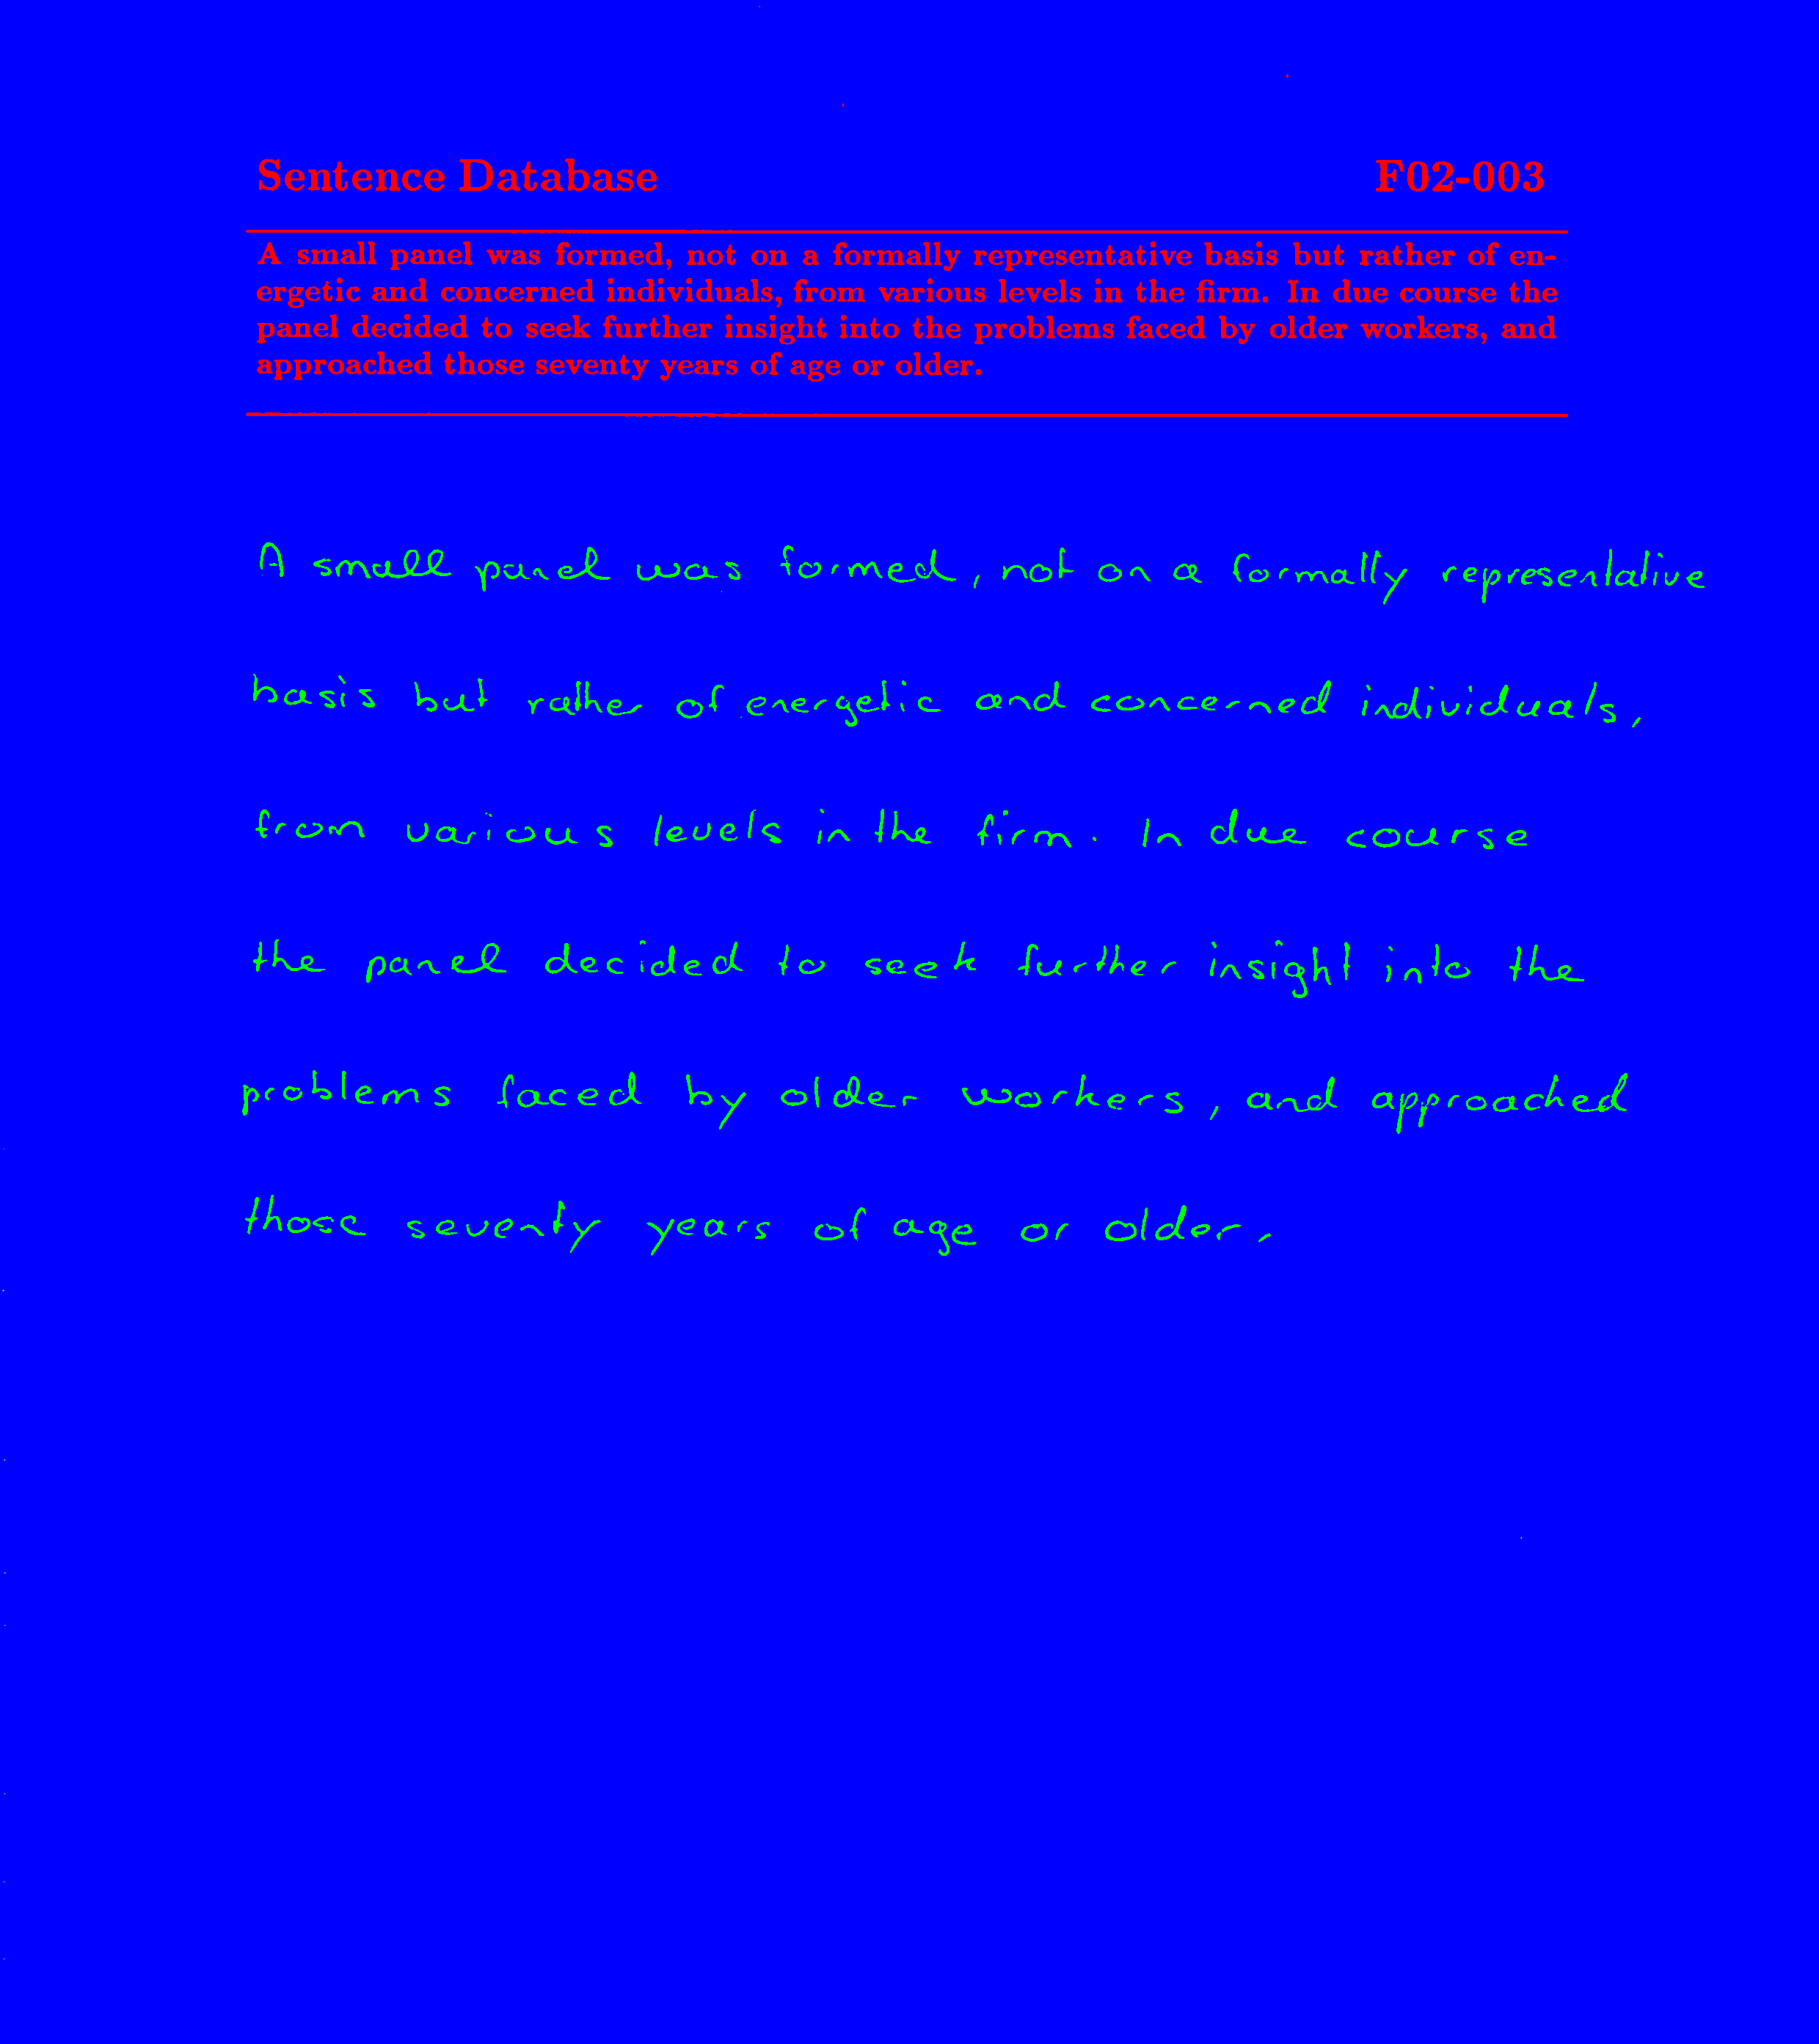 Sentence Database F02-003
A small panel was formed, not on a formally representative basis but rather of en-
ergetic and concerned individuals, from various levels in the firm. In due course the
panel decided to seek further insight into the problems faced by older workers, and
approached those seventy years of age or older.
A small panel was formed, not on a formally representative
basis but rather of energetic and concerned individuals,
from various levels in the firm. In due course
the panel decided to seek further insight into the
problems faced by older workers, and approached
those seventy years of age or older.